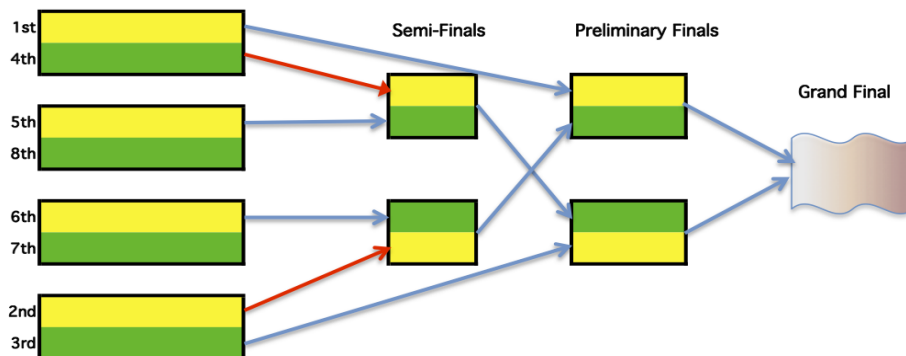 1st
4th
5th
8th
6th
7th
2nd
3rd
Semi-Finals
Preliminary Finals
Grand Final